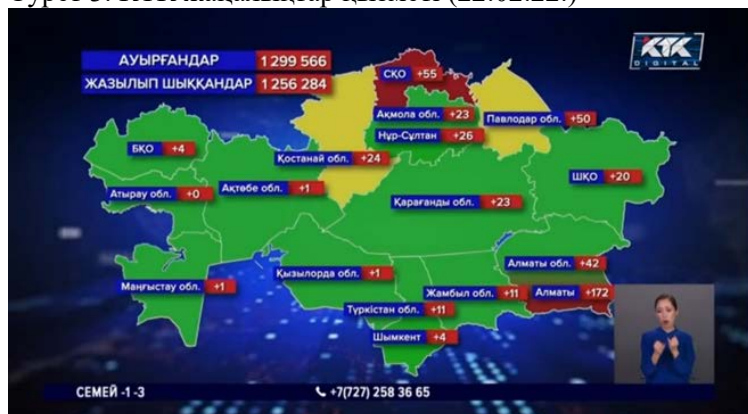 АУЫРҒАНДАР 1 299 566
ЖАЗЫЛЫП ШЫҚҚАНДАР 1 256 284
КТК
DIGITAL
СҚО +55
Ақмола обл. +23
Павлодар обл. +50
Нұр-Сұлтан +26
БҚО +4
Қостанай обл. +24
ШҚО +20
Атырау обл. +0
Ақтөбе обл. +1
Қарағанды обл. +23
Алматы обл. +42
Қызылорда обл. +1
Маңғыстау обл. +1
Жамбыл обл. +11
Алматы +172
Түркістан обл. +11
Шымкент +4
СЕМЕЙ -1 -3
+7(727) 258 36 65